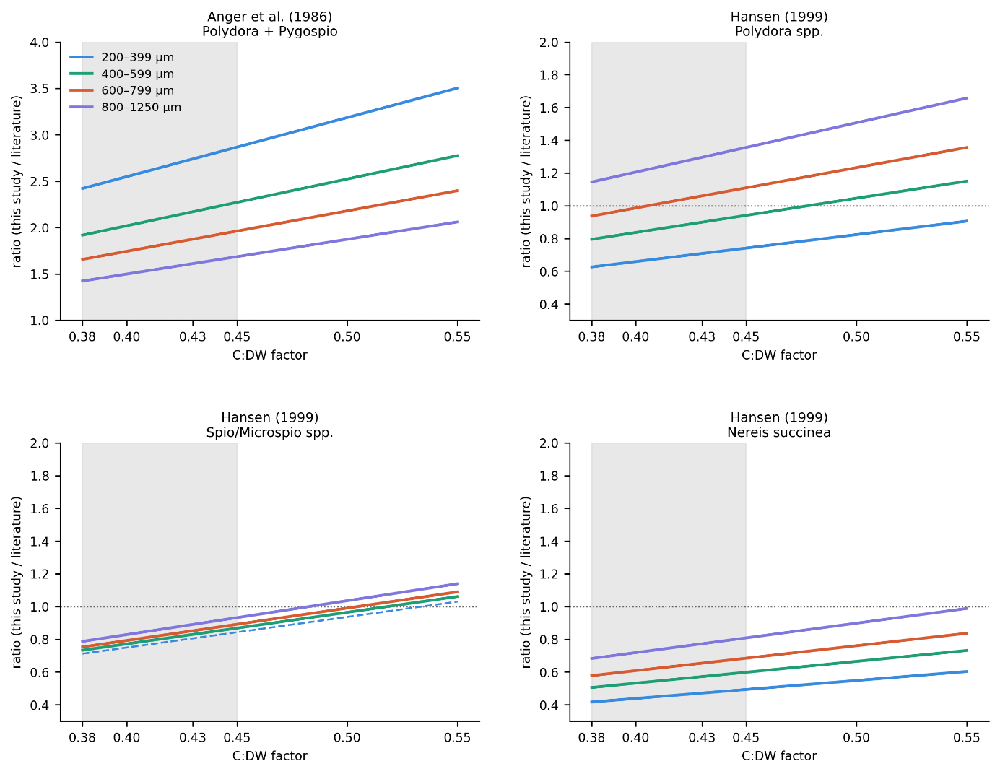 Anger et al. (1986)
Polydora + Pygospio
ratio (this study / literature)
4.0
3.5
3.0
2.5
2.0
1.5
1.0
200–399 µm
400–599 µm
600–799 µm
800–1250 µm
0.38 0.40 0.43 0.45 0.50 0.55
C:DW factor
Hansen (1999)
Polydora spp.
ratio (this study / literature)
2.0
1.8
1.6
1.4
1.2
1.0
0.8
0.6
0.4
0.38 0.40 0.43 0.45 0.50 0.55
C:DW factor
Hansen (1999)
Spio/Microspio spp.
ratio (this study / literature)
2.0
1.8
1.6
1.4
1.2
1.0
0.8
0.6
0.4
0.38 0.40 0.43 0.45 0.50 0.55
C:DW factor
Hansen (1999)
Nereis succinea
ratio (this study / literature)
2.0
1.8
1.6
1.4
1.2
1.0
0.8
0.6
0.4
0.38 0.40 0.43 0.45 0.50 0.55
C:DW factor